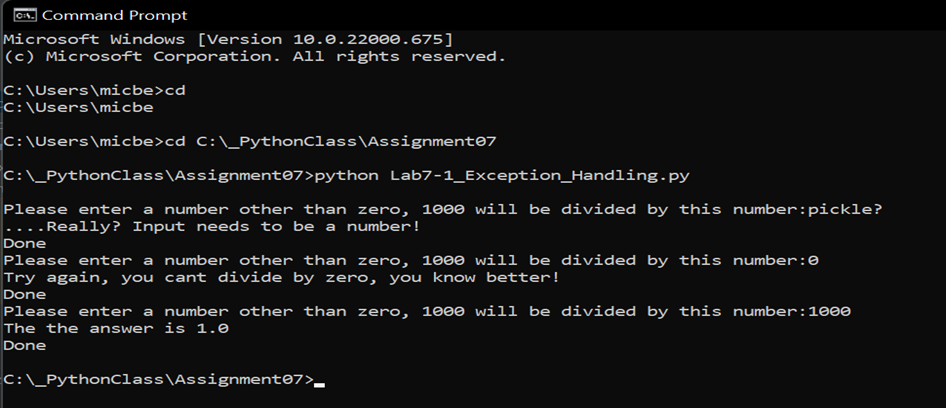 Command Prompt
Microsoft Windows [Version 10.0.22000.675]
(c) Microsoft Corporation. All rights reserved.
C:\Users\micbe>cd
C:\Users\micbe
C:\Users\micbe>cd C:\_PythonClass\Assignment07
C:\_PythonClass\Assignment07>python Lab7-1_Exception_Handling.py
Please enter a number other than zero, 1000 will be divided by this number:pickle?
....Really? Input needs to be a number!
Done
Please enter a number other than zero, 1000 will be divided by this number:0
Try again, you cant divide by zero, you know better!
Done
Please enter a number other than zero, 1000 will be divided by this number:1000
The the answer is 1.0
Done
C:\_PythonClass\Assignment07>